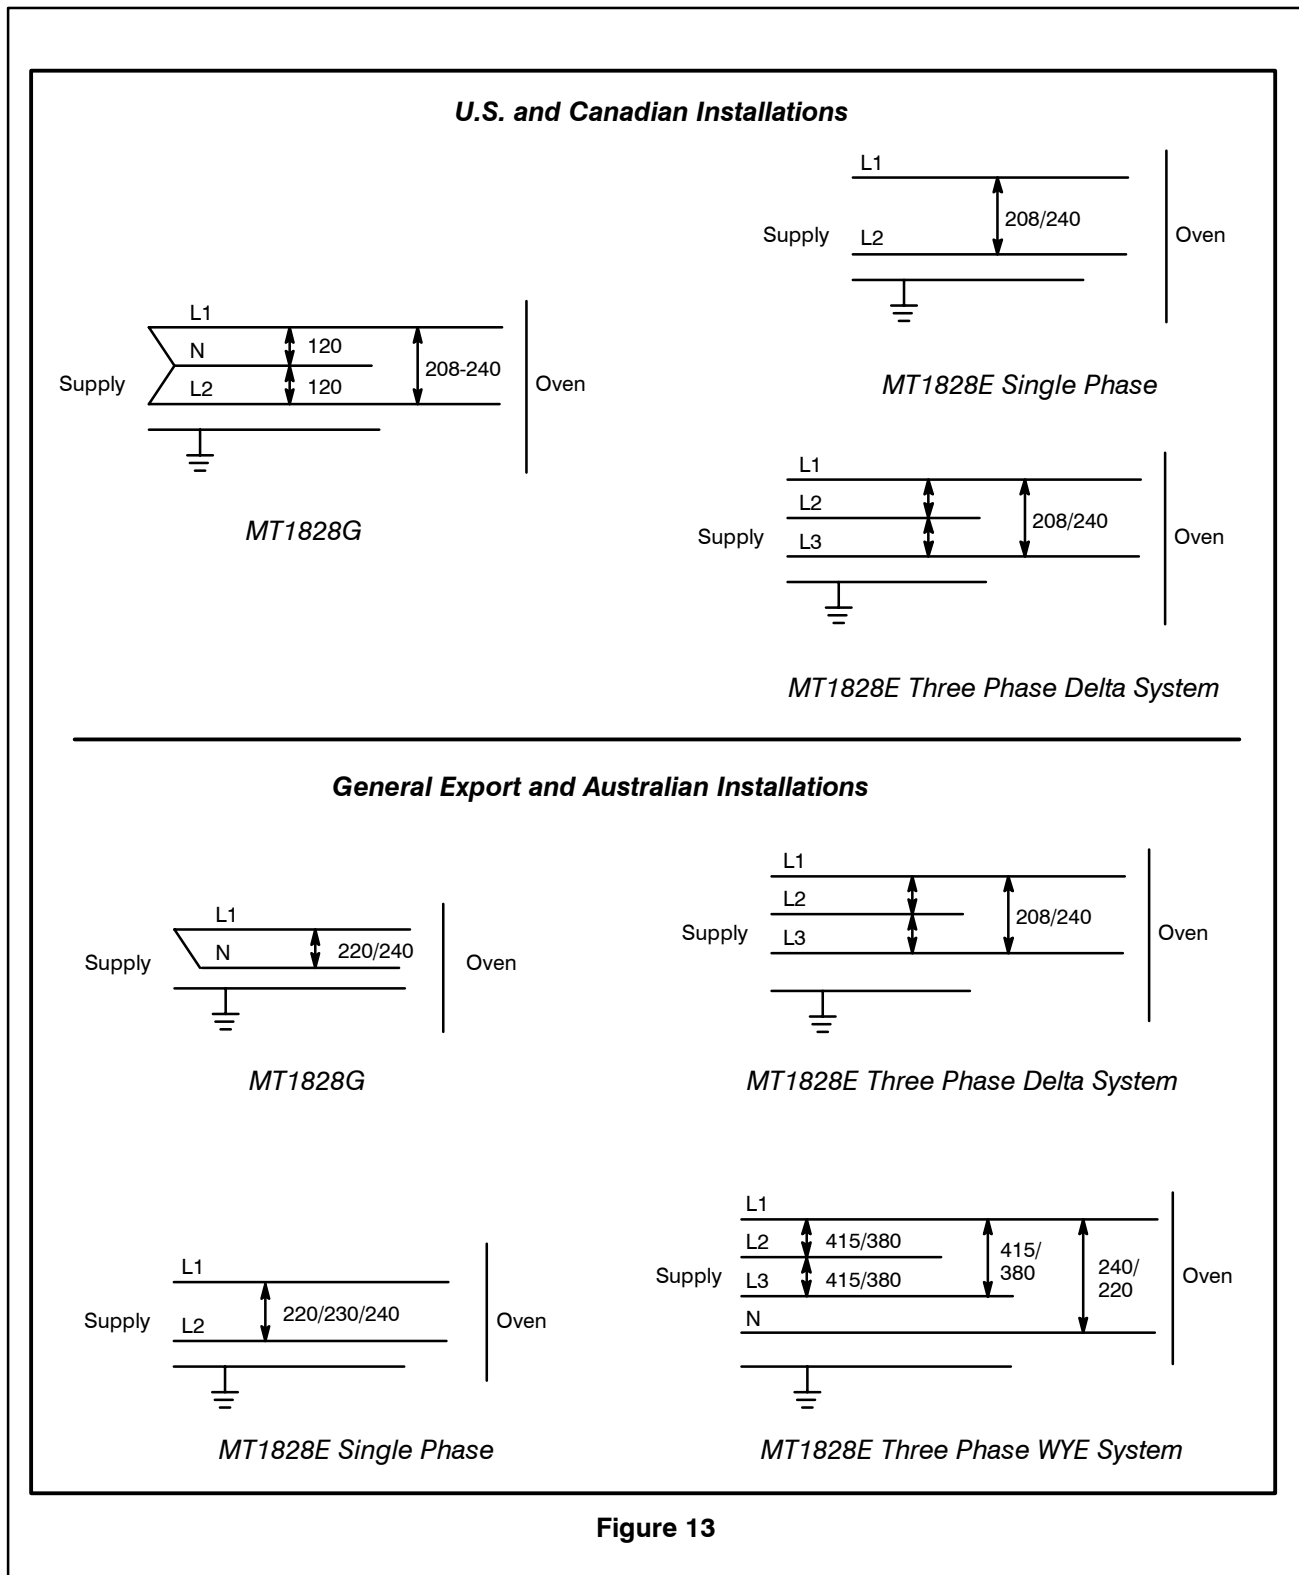 U.S. and Canadian Installations
L1
N
L2
120
120
208-240
Supply
Oven
MT1828G
L1
L2
208/240
Supply
Oven
MT1828E Single Phase
L1
L2
L3
208/240
Supply
Oven
MT1828E Three Phase Delta System
General Export and Australian Installations
L1
N
220/240
Supply
Oven
MT1828G
L1
L2
L3
208/240
Supply
Oven
MT1828E Three Phase Delta System
L1
L2
220/230/240
Supply
Oven
MT1828E Single Phase
L1
L2
L3
N
415/380
415/380
415/
380
240/
220
Supply
Oven
MT1828E Three Phase WYE System
Figure 13